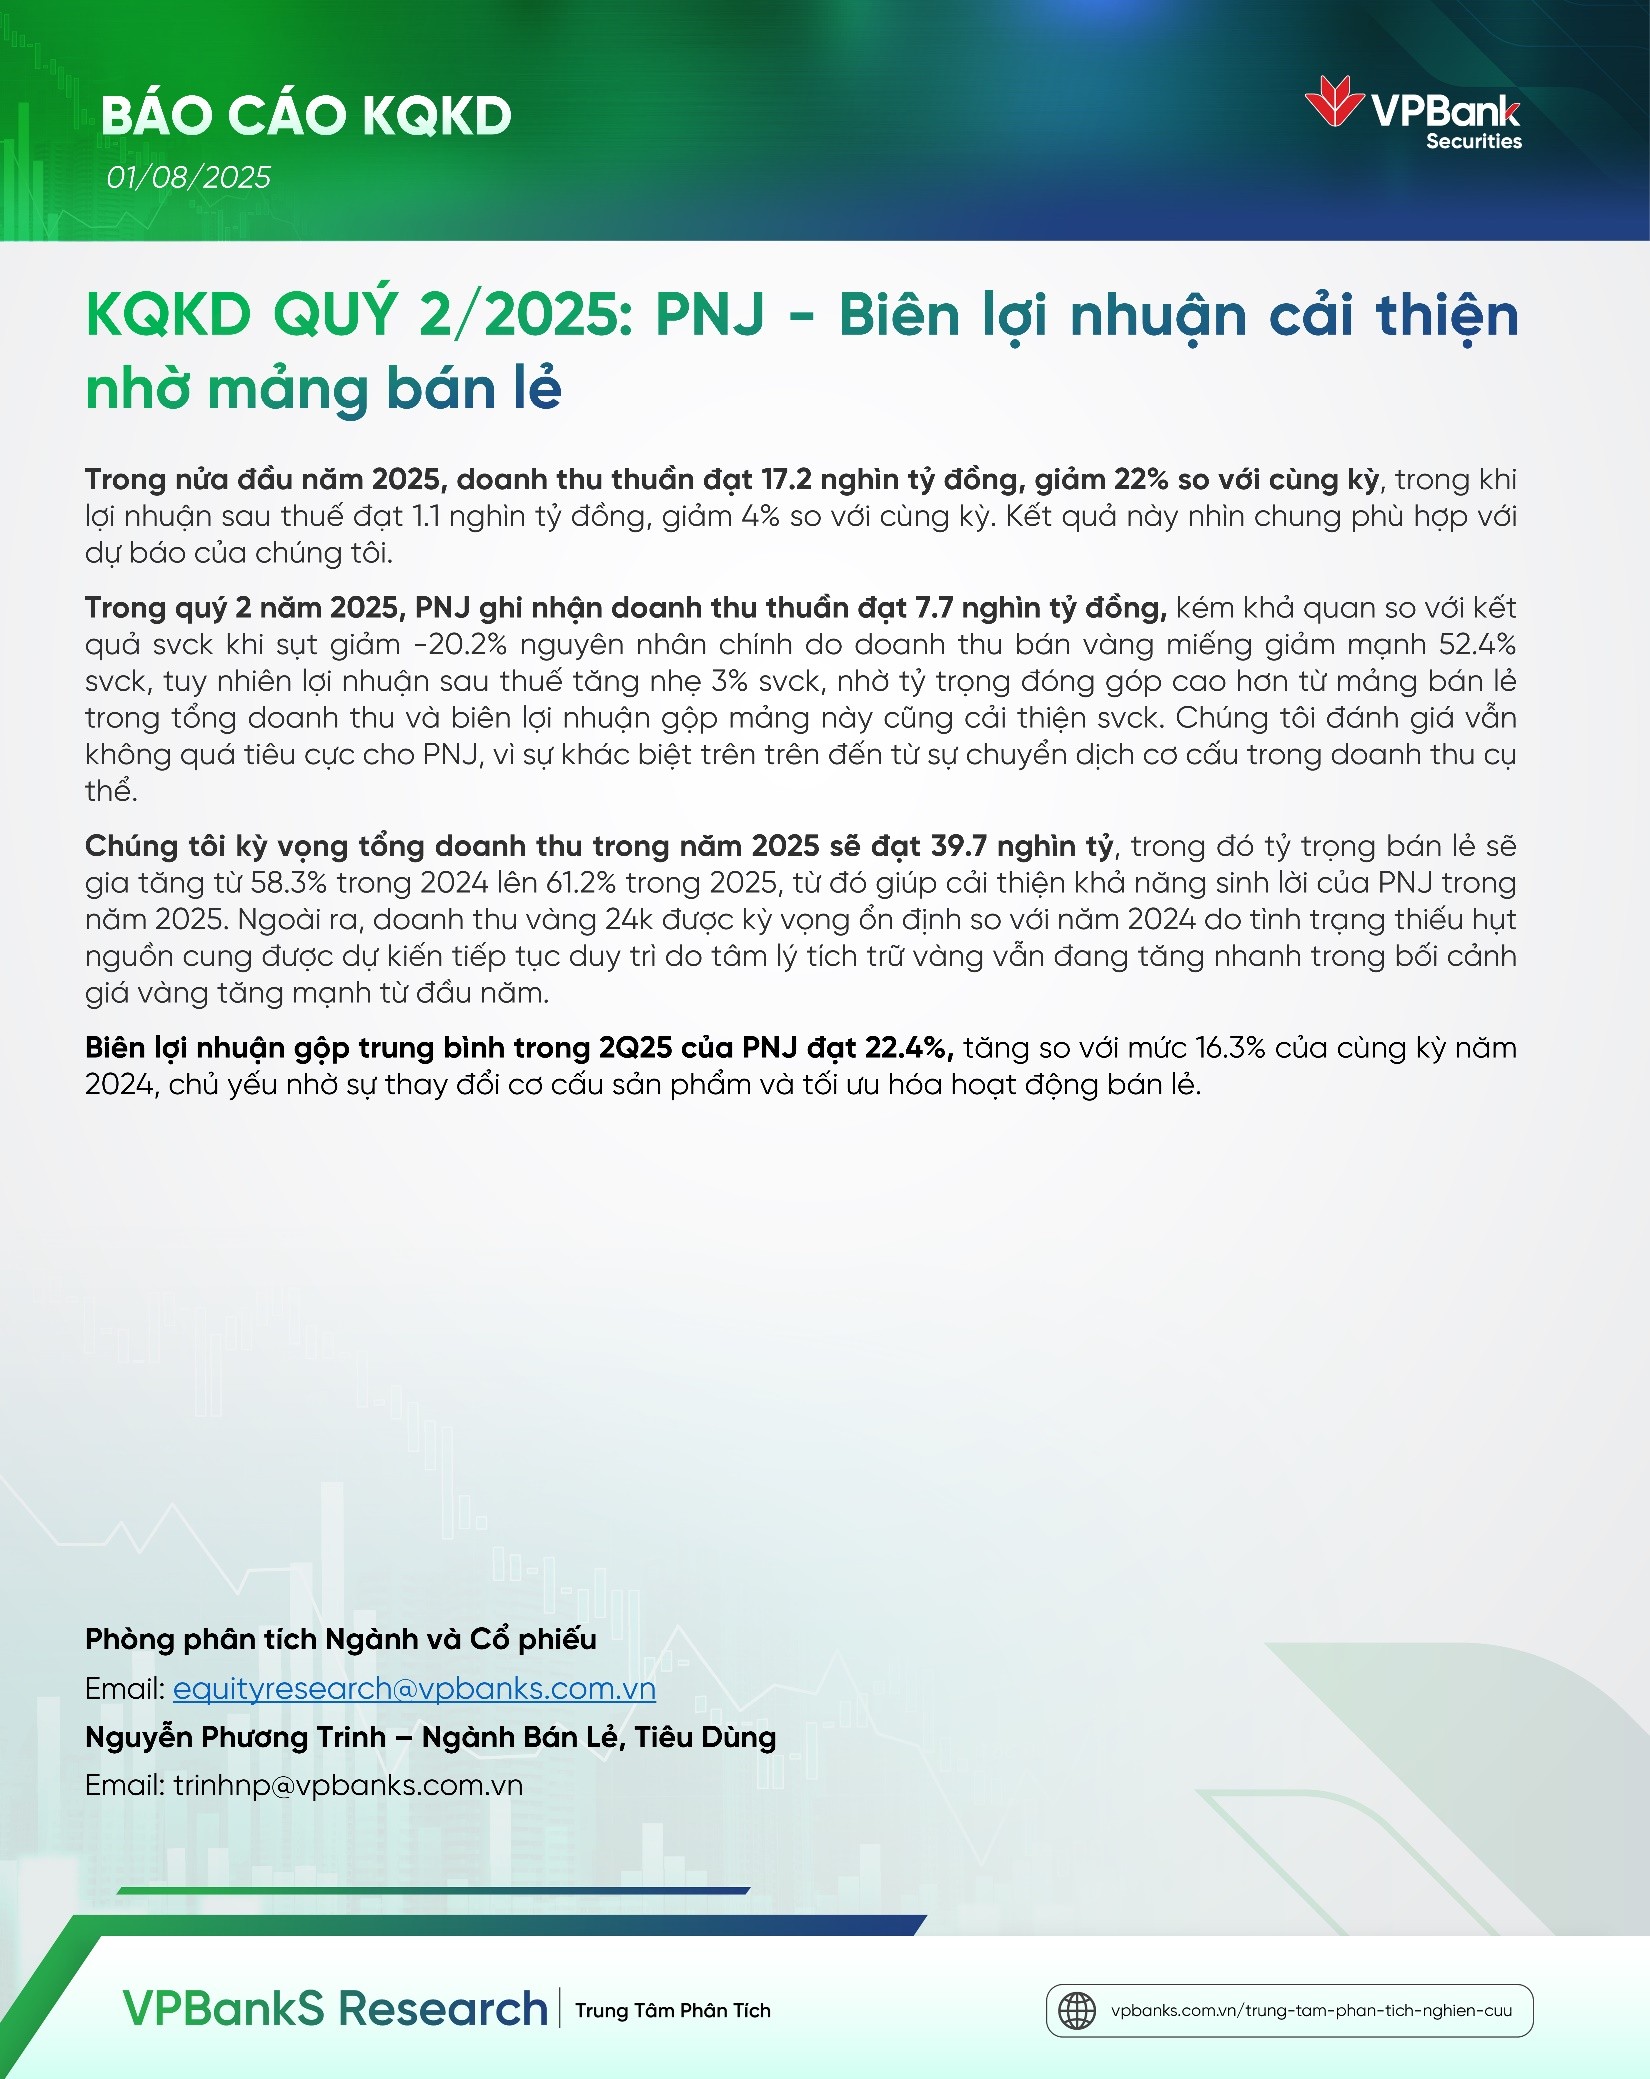 BÁO CÁO KQKD
01/08/2025
VPBank
Securities
KQKD QUÝ 2/2025: PNJ - Biên lợi nhuận cải thiện
nhờ mảng bán lẻ
Trong nửa đầu năm 2025, doanh thu thuần đạt 17.2 nghìn tỷ đồng, giảm 22% so với cùng kỳ, trong khi
lợi nhuận sau thuế đạt 1.1 nghìn tỷ đồng, giảm 4% so với cùng kỳ. Kết quả này nhìn chung phù hợp với
dự báo của chúng tôi.
Trong quý 2 năm 2025, PNJ ghi nhận doanh thu thuần đạt 7.7 nghìn tỷ đồng, kém khả quan so với kết
quả svck khi sụt giảm -20.2% nguyên nhân chính do doanh thu bán vàng miếng giảm mạnh 52.4%
svck, tuy nhiên lợi nhuận sau thuế tăng nhẹ 3% svck, nhờ tỷ trọng đóng góp cao hơn từ mảng bán lẻ
trong tổng doanh thu và biên lợi nhuận gộp mảng này cũng cải thiện svck. Chúng tôi đánh giá vẫn
không quá tiêu cực cho PNJ, vì sự khác biệt trên trên đến từ sự chuyển dịch cơ cấu trong doanh thu cụ
thể.
Chúng tôi kỳ vọng tổng doanh thu trong năm 2025 sẽ đạt 39.7 nghìn tỷ, trong đó tỷ trọng bán lẻ sẽ
gia tăng từ 58.3% trong 2024 lên 61.2% trong 2025, từ đó giúp cải thiện khả năng sinh lời của PNJ trong
năm 2025. Ngoài ra, doanh thu vàng 24k được kỳ vọng ổn định so với năm 2024 do tình trạng thiếu hụt
nguồn cung được dự kiến tiếp tục duy trì do tâm lý tích trữ vàng vẫn đang tăng nhanh trong bối cảnh
giá vàng tăng mạnh từ đầu năm.
Biên lợi nhuận gộp trung bình trong 2Q25 của PNJ đạt 22.4%, tăng so với mức 16.3% của cùng kỳ năm
2024, chủ yếu nhờ sự thay đổi cơ cấu sản phẩm và tối ưu hóa hoạt động bán lẻ.
Phòng phân tích Ngành và Cổ phiếu
Email: equityresearch@vpbanks.com.vn
Nguyễn Phương Trinh – Ngành Bán Lẻ, Tiêu Dùng
Email: trinhnp@vpbanks.com.vn
VPBankS Research | Trung Tâm Phân Tích
vpbanks.com.vn/trung-tam-phan-tich-nghien-cuu